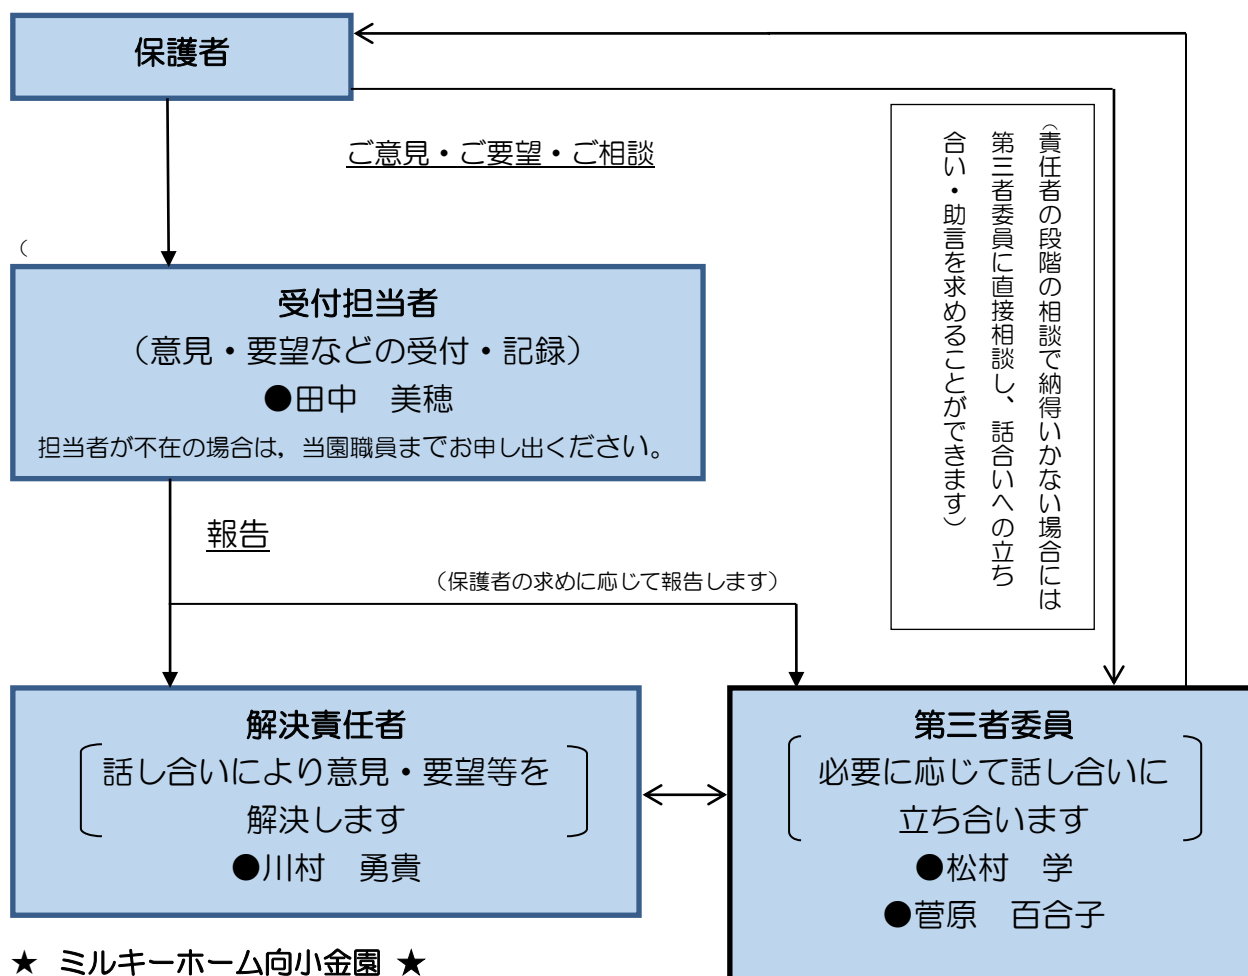 保護者
ご意見・ご要望・ご相談
（責任者の段階の相談で納得いかない場合には
第三者委員に直接相談し、話合いへの立ち
合い・助言を求めることができます）
（
受付担当者
（意見・要望などの受付・記録）
●田中　美穂
担当者が不在の場合は，当園職員までお申し出ください。
報告
（保護者の求めに応じて報告します）
解決責任者
話し合いにより意見・要望等を
解決します
●川村　勇貴
第三者委員
必要に応じて話し合いに
立ち合います
●松村　学
●菅原　百合子
★ ミルキーホーム向小金園 ★